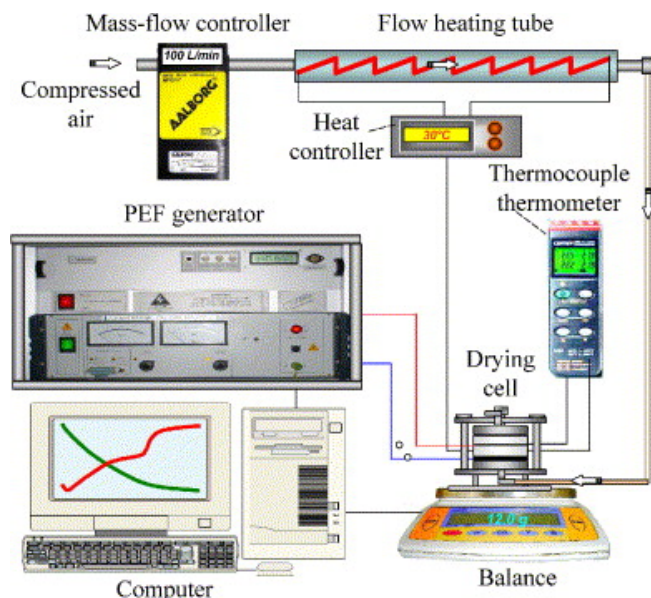 Mass-flow controller
Flow heating tube
100 L/min
Compressed
air
AALBORG
Heat
controller
30°C
Thermocouple
thermometer
PEF generator
Drying
cell
12.0 g
Computer
Balance